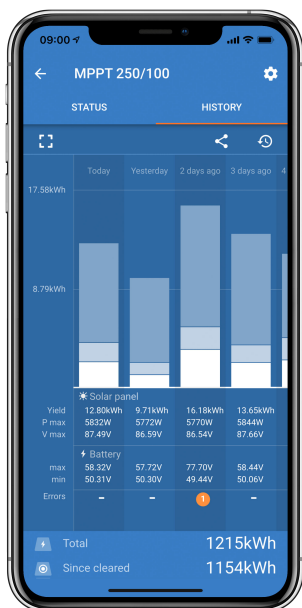 09:00
MPPT 250/100
STATUS HISTORY
Today Yesterday 2 days ago 3 days ago 4
17.58kWh
8.79kWh
Solar panel
Yield 12.80kWh 9.71kWh 16.18kWh 13.65kWh
P max 5832W 5772W 5770W 5844W
V max 87.49V 86.59V 86.54V 87.66V
Battery
max 58.32V 57.72V 77.70V 58.44V
min 50.31V 50.30V 49.44V 50.06V
Errors – – 1 –
Total 1215kWh
Since cleared 1154kWh